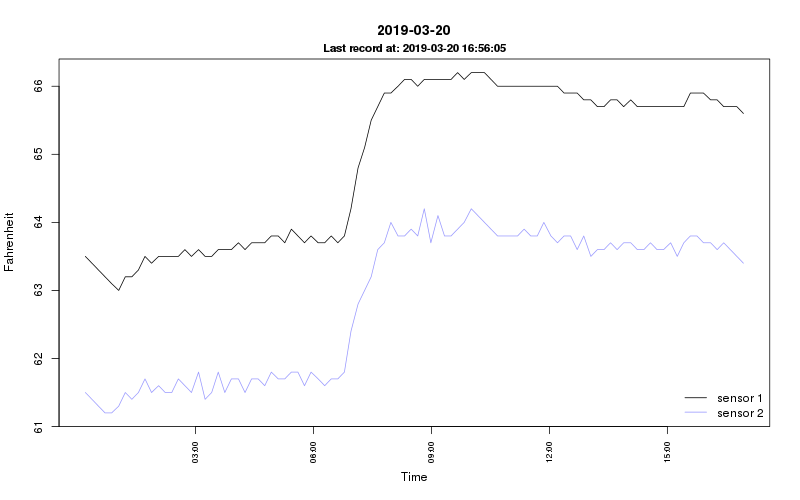 2019-03-20
Last record at: 2019-03-20 16:56:05
Fahrenheit
66
65
64
63
62
61
03:00
06:00
09:00
12:00
15:00
Time
sensor 1
sensor 2